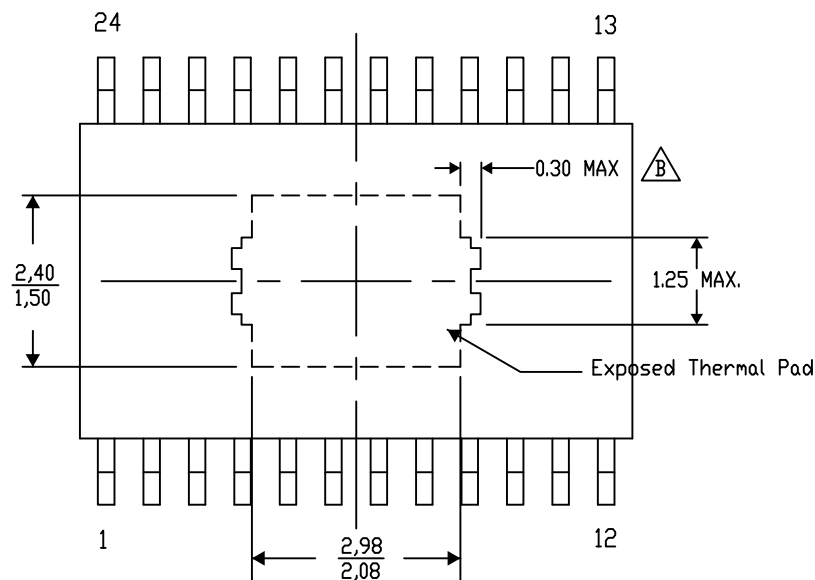 24
13
0.30 MAX
B
2,40
1,50
1.25 MAX.
Exposed Thermal Pad
1
12
2,98
2,08